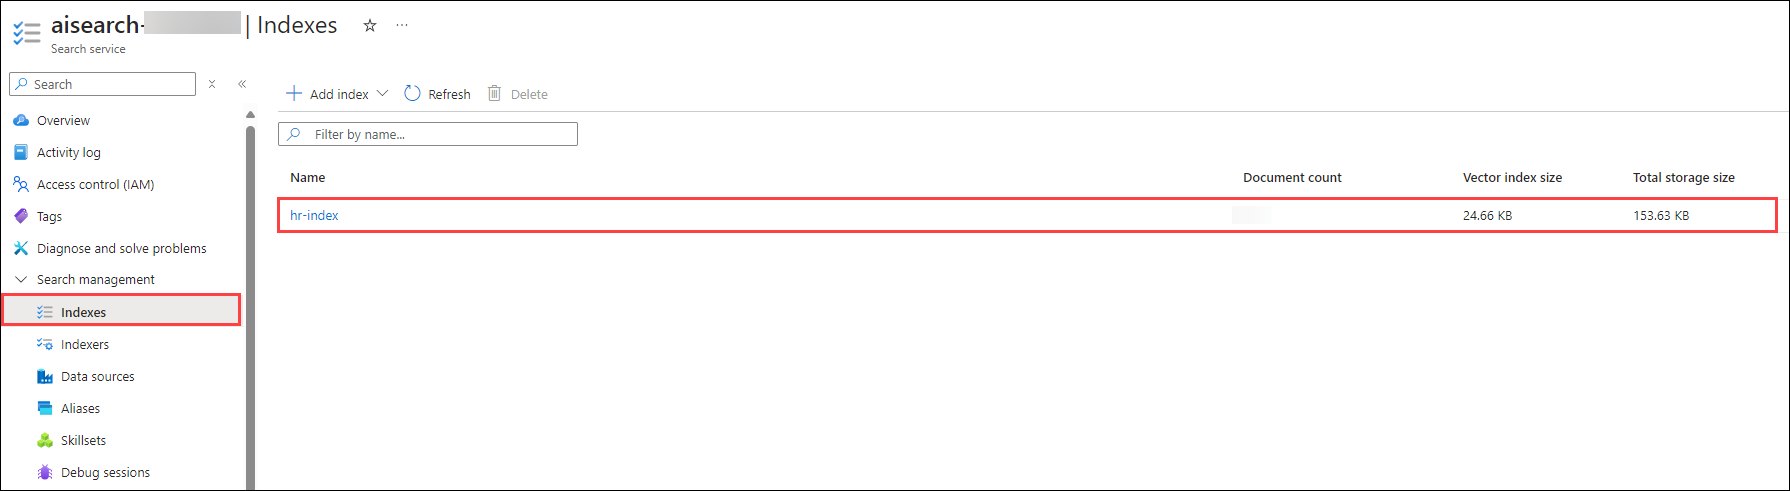 aisearch- | Indexes
Search service
Search
Add index Refresh Delete
Overview
Filter by name...
Activity log
Name Document count Vector index size Total storage size
Access control (IAM)
hr-index 24.66 KB 153.63 KB
Tags
Diagnose and solve problems
Search management
Indexes
Indexers
Data sources
Aliases
Skillsets
Debug sessions